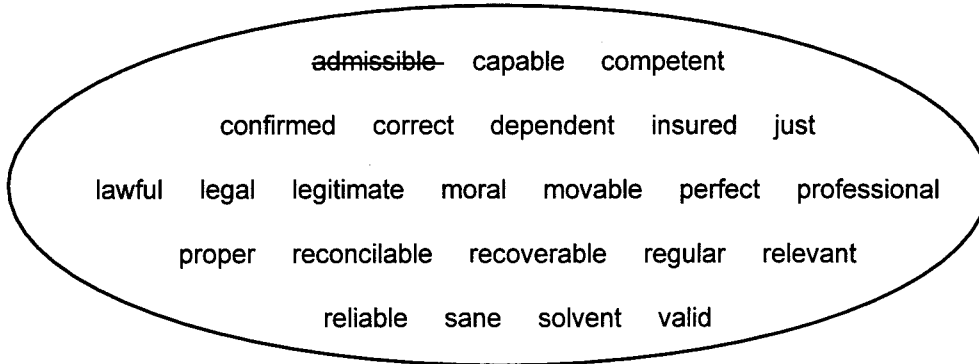 admissible capable competent
confirmed correct dependent insured just
lawful legal legitimate moral movable perfect professional
proper reconcilable recoverable regular relevant
reliable sane solvent valid